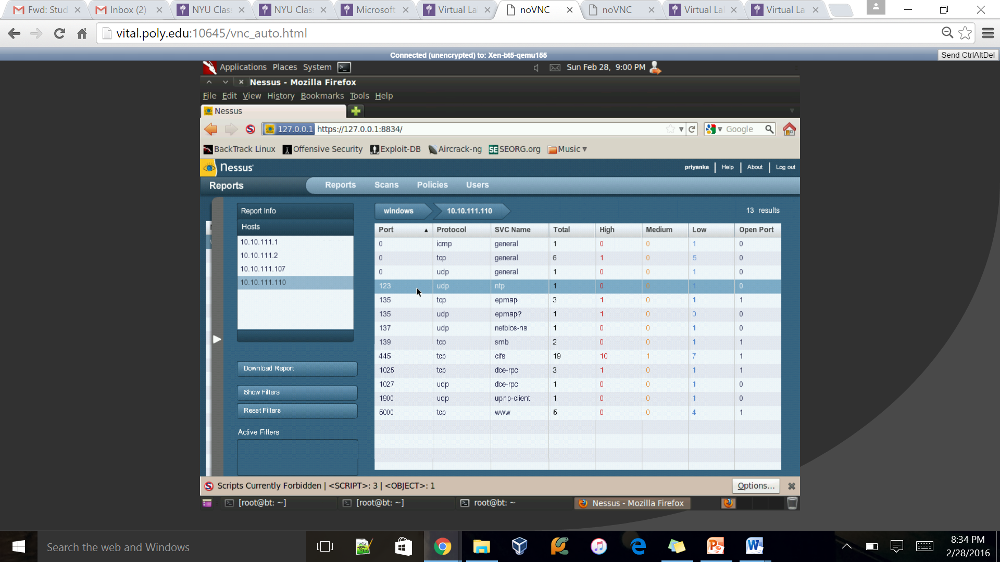 Fwd: Stud
Inbox (2)
NYU Clas
NYU Clas
Microsoft
Virtual La
noVNC
noVNC
Virtual La
Virtual La
vital.poly.edu:10645/vnc_auto.html
Connected (unencrypted) to: Xen-bt5-qemu155
Send CtrlAltDel
Applications Places System
Sun Feb 28, 9:00 PM
Nessus - Mozilla Firefox
File Edit View History Bookmarks Tools Help
Nessus
127.0.0.1 https://127.0.0.1:8834/
Google
BackTrack Linux Offensive Security Exploit-DB Aircrack-ng SEORG.org Music
Nessus
priyanka Help About Log out
Reports
Reports Scans Policies Users
Report Info
Hosts
10.10.111.1
10.10.111.2
10.10.111.107
10.10.111.110
Download Report
Show Filters
Reset Filters
Active Filters
windows 10.10.111.110 13 results
Port Protocol SVC Name Total High Medium Low Open Port
0 icmp general 1 0 0 1 0
0 tcp general 6 1 0 5 0
0 udp general 1 0 0 1 0
123 udp ntp 1 0 0 1 0
135 tcp epmap 3 1 0 1 1
135 udp epmap? 1 1 0 0 0
137 udp netbios-ns 1 0 0 1 0
139 tcp smb 2 0 0 1 1
445 tcp cifs 19 10 1 7 1
1025 tcp dce-rpc 3 1 0 1 1
1027 udp dce-rpc 1 0 0 1 0
1900 udp upnp-client 1 0 0 1 0
5000 tcp www 5 0 0 4 1
Scripts Currently Forbidden | <SCRIPT>: 3 | <OBJECT>: 1
Options...
[root@bt: ~]
[root@bt: ~]
root@bt: ~
Nessus - Mozilla Firefox
Search the web and Windows
8:34 PM
2/28/2016